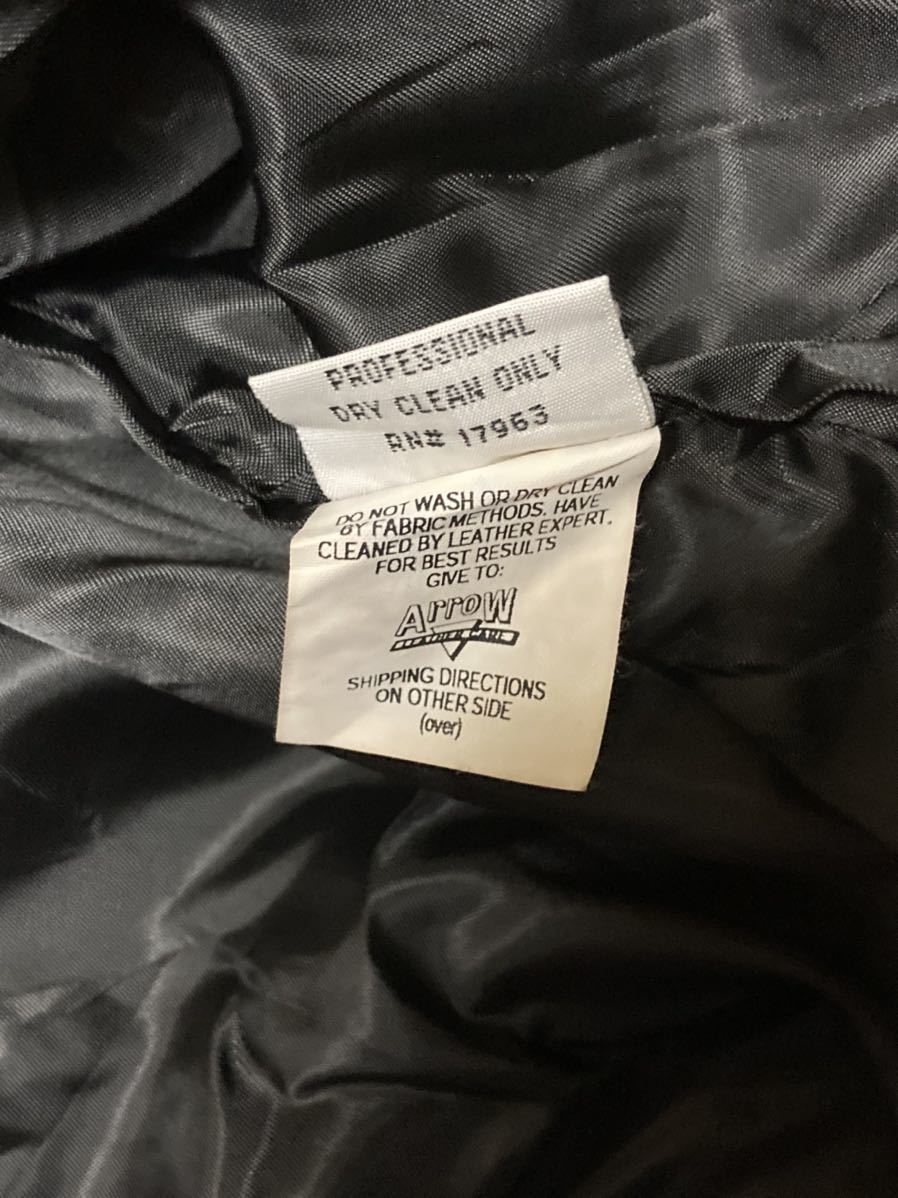 PROFESSIONAL
DRY CLEAN ONLY
RN# 17963
DO NOT WASH OR DRY CLEAN
BY FABRIC METHODS. HAVE
CLEANED BY LEATHER EXPERT.
FOR BEST RESULTS
GIVE TO:
ARROW
SHIPPING DIRECTIONS
ON OTHER SIDE
(over)